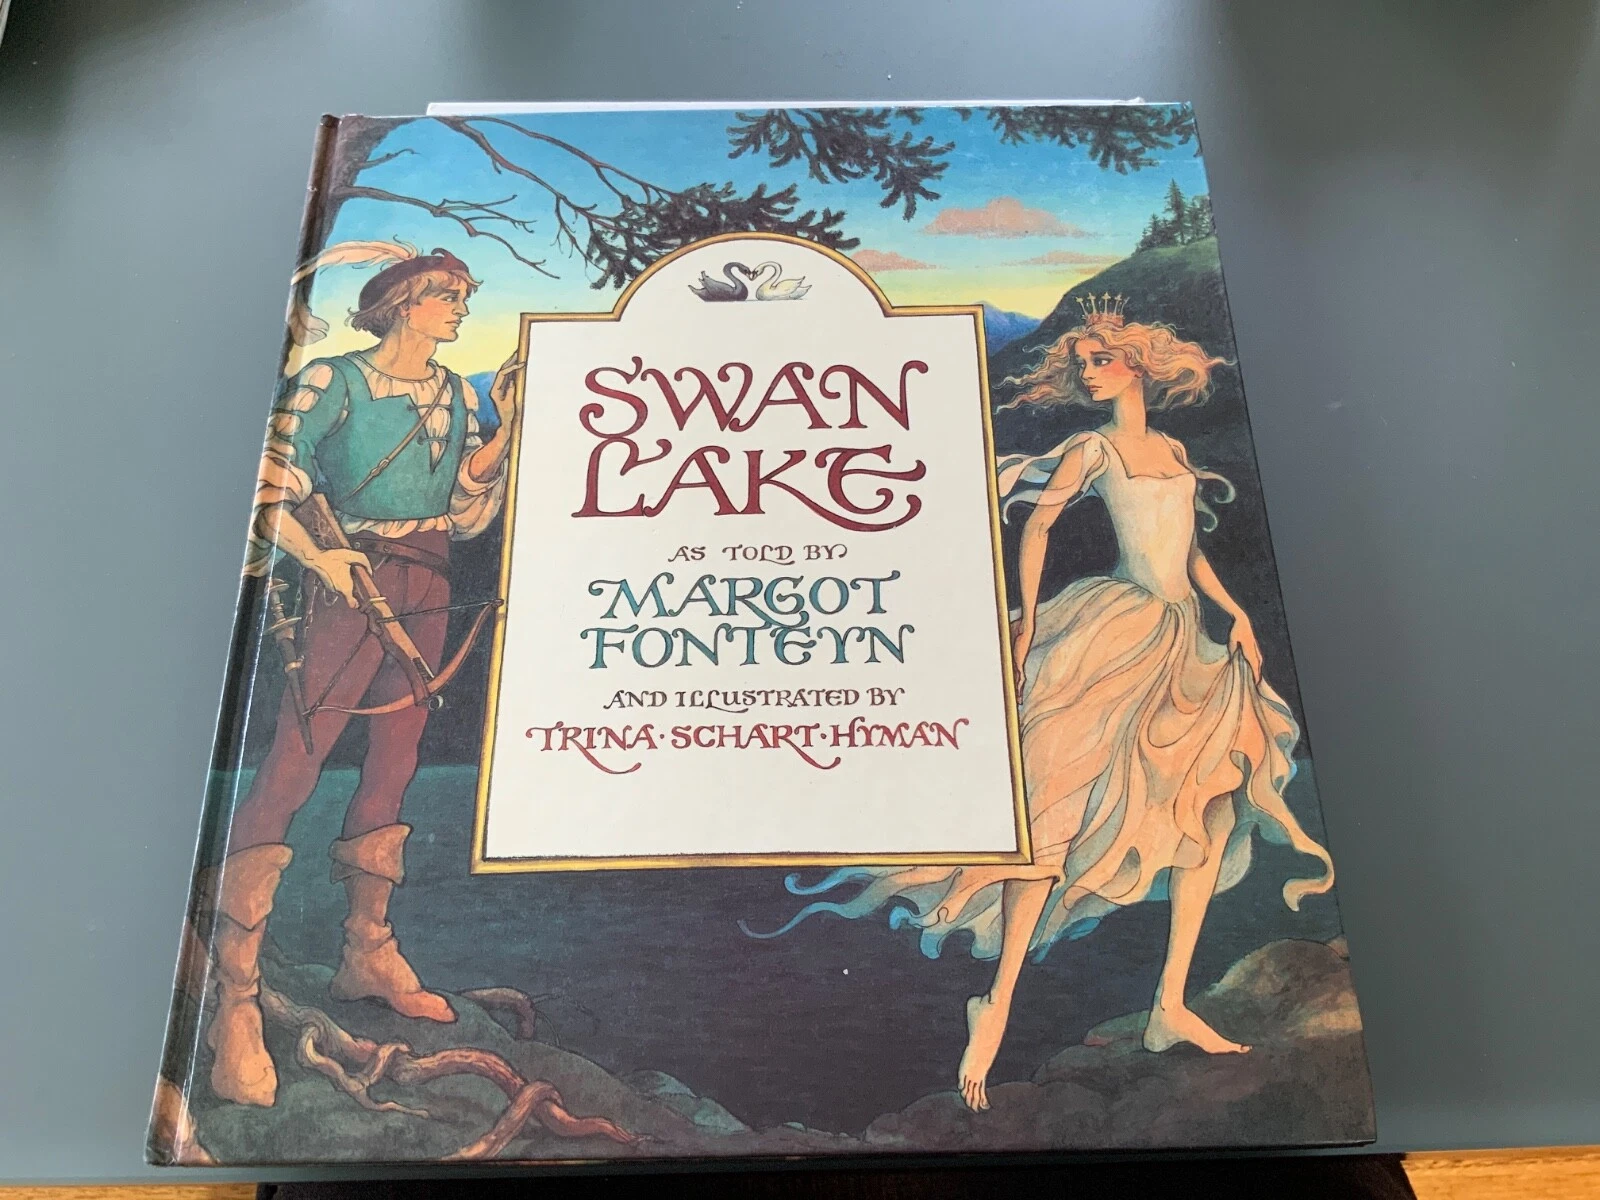 SWAN
LAKE
AS TOLD BY
MARGOT
FONTEYN
AND ILLUSTRATED BY
TRINA·SCHART·HYMAN